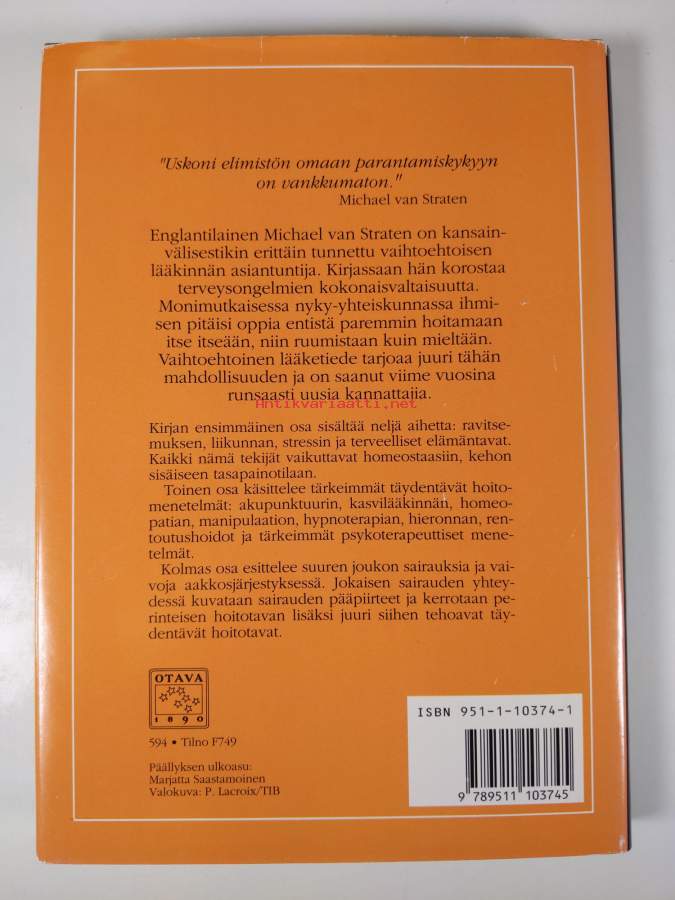 "Uskoni elimistön omaan parantamiskykyyn
on vankkumaton."
Michael van Straten
Englantilainen Michael van Straten on kansain-
välisestikin erittäin tunnettu vaihtoehtoisen
lääkinnän asiantuntija. Kirjassaan hän korostaa
terveysongelmien kokonaisvaltaisuutta.
Monimutkaisessa nyky-yhteiskunnassa ihmi-
sen pitäisi oppia entistä paremmin hoitamaan
itse itseään, niin ruumistaan kuin mieltään.
Vaihtoehtoinen lääketiede tarjoaa juuri tähän
mahdollisuuden ja on saanut viime vuosina
runsaasti uusia kannattajia.
Antikvariaatti.net
Kirjan ensimmäinen osa sisältää neljä aihetta: ravitse-
muksen, liikunnan, stressin ja terveelliset elämäntavat.
Kaikki nämä tekijät vaikuttavat homeostaasiin, kehon
sisäiseen tasapainotilaan.
Toinen osa käsittelee tärkeimmät täydentävät hoito-
menetelmät: akupunktuurin, kasvilääkinnän, homeo-
patian, manipulaation, hypnoterapian, hieronnan, ren-
toutushoidot ja tärkeimmät psykoterapeuttiset mene-
telmät.
Kolmas osa esittelee suuren joukon sairauksia ja vai-
voja aakkosjärjestyksessä. Jokaisen sairauden yhtey-
dessä kuvataan sairauden pääpiirteet ja kerrotaan pe-
rinteisen hoitotavan lisäksi juuri siihen tehoavat täy-
dentävät hoitotavat.
OTAVA
1890
594 • Tilno F749
Päällyksen ulkoasu:
Marjatta Saastamoinen
Valokuva: P. Lacroix/TIB
ISBN 951-1-10374-1
9 789511 103745